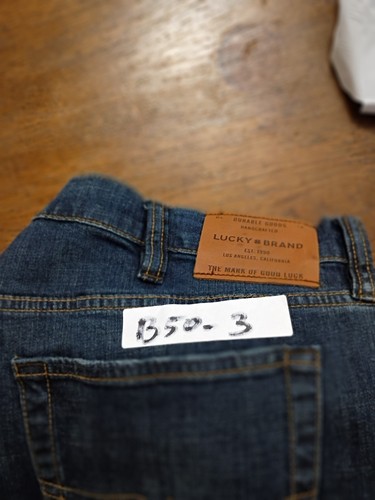 DURABLE GOODS
HANDCRAFTED
LUCKY BRAND
EST. 1990
LOS ANGELES, CALIFORNIA
THE MARK OF GOOD LUCK
B50-3